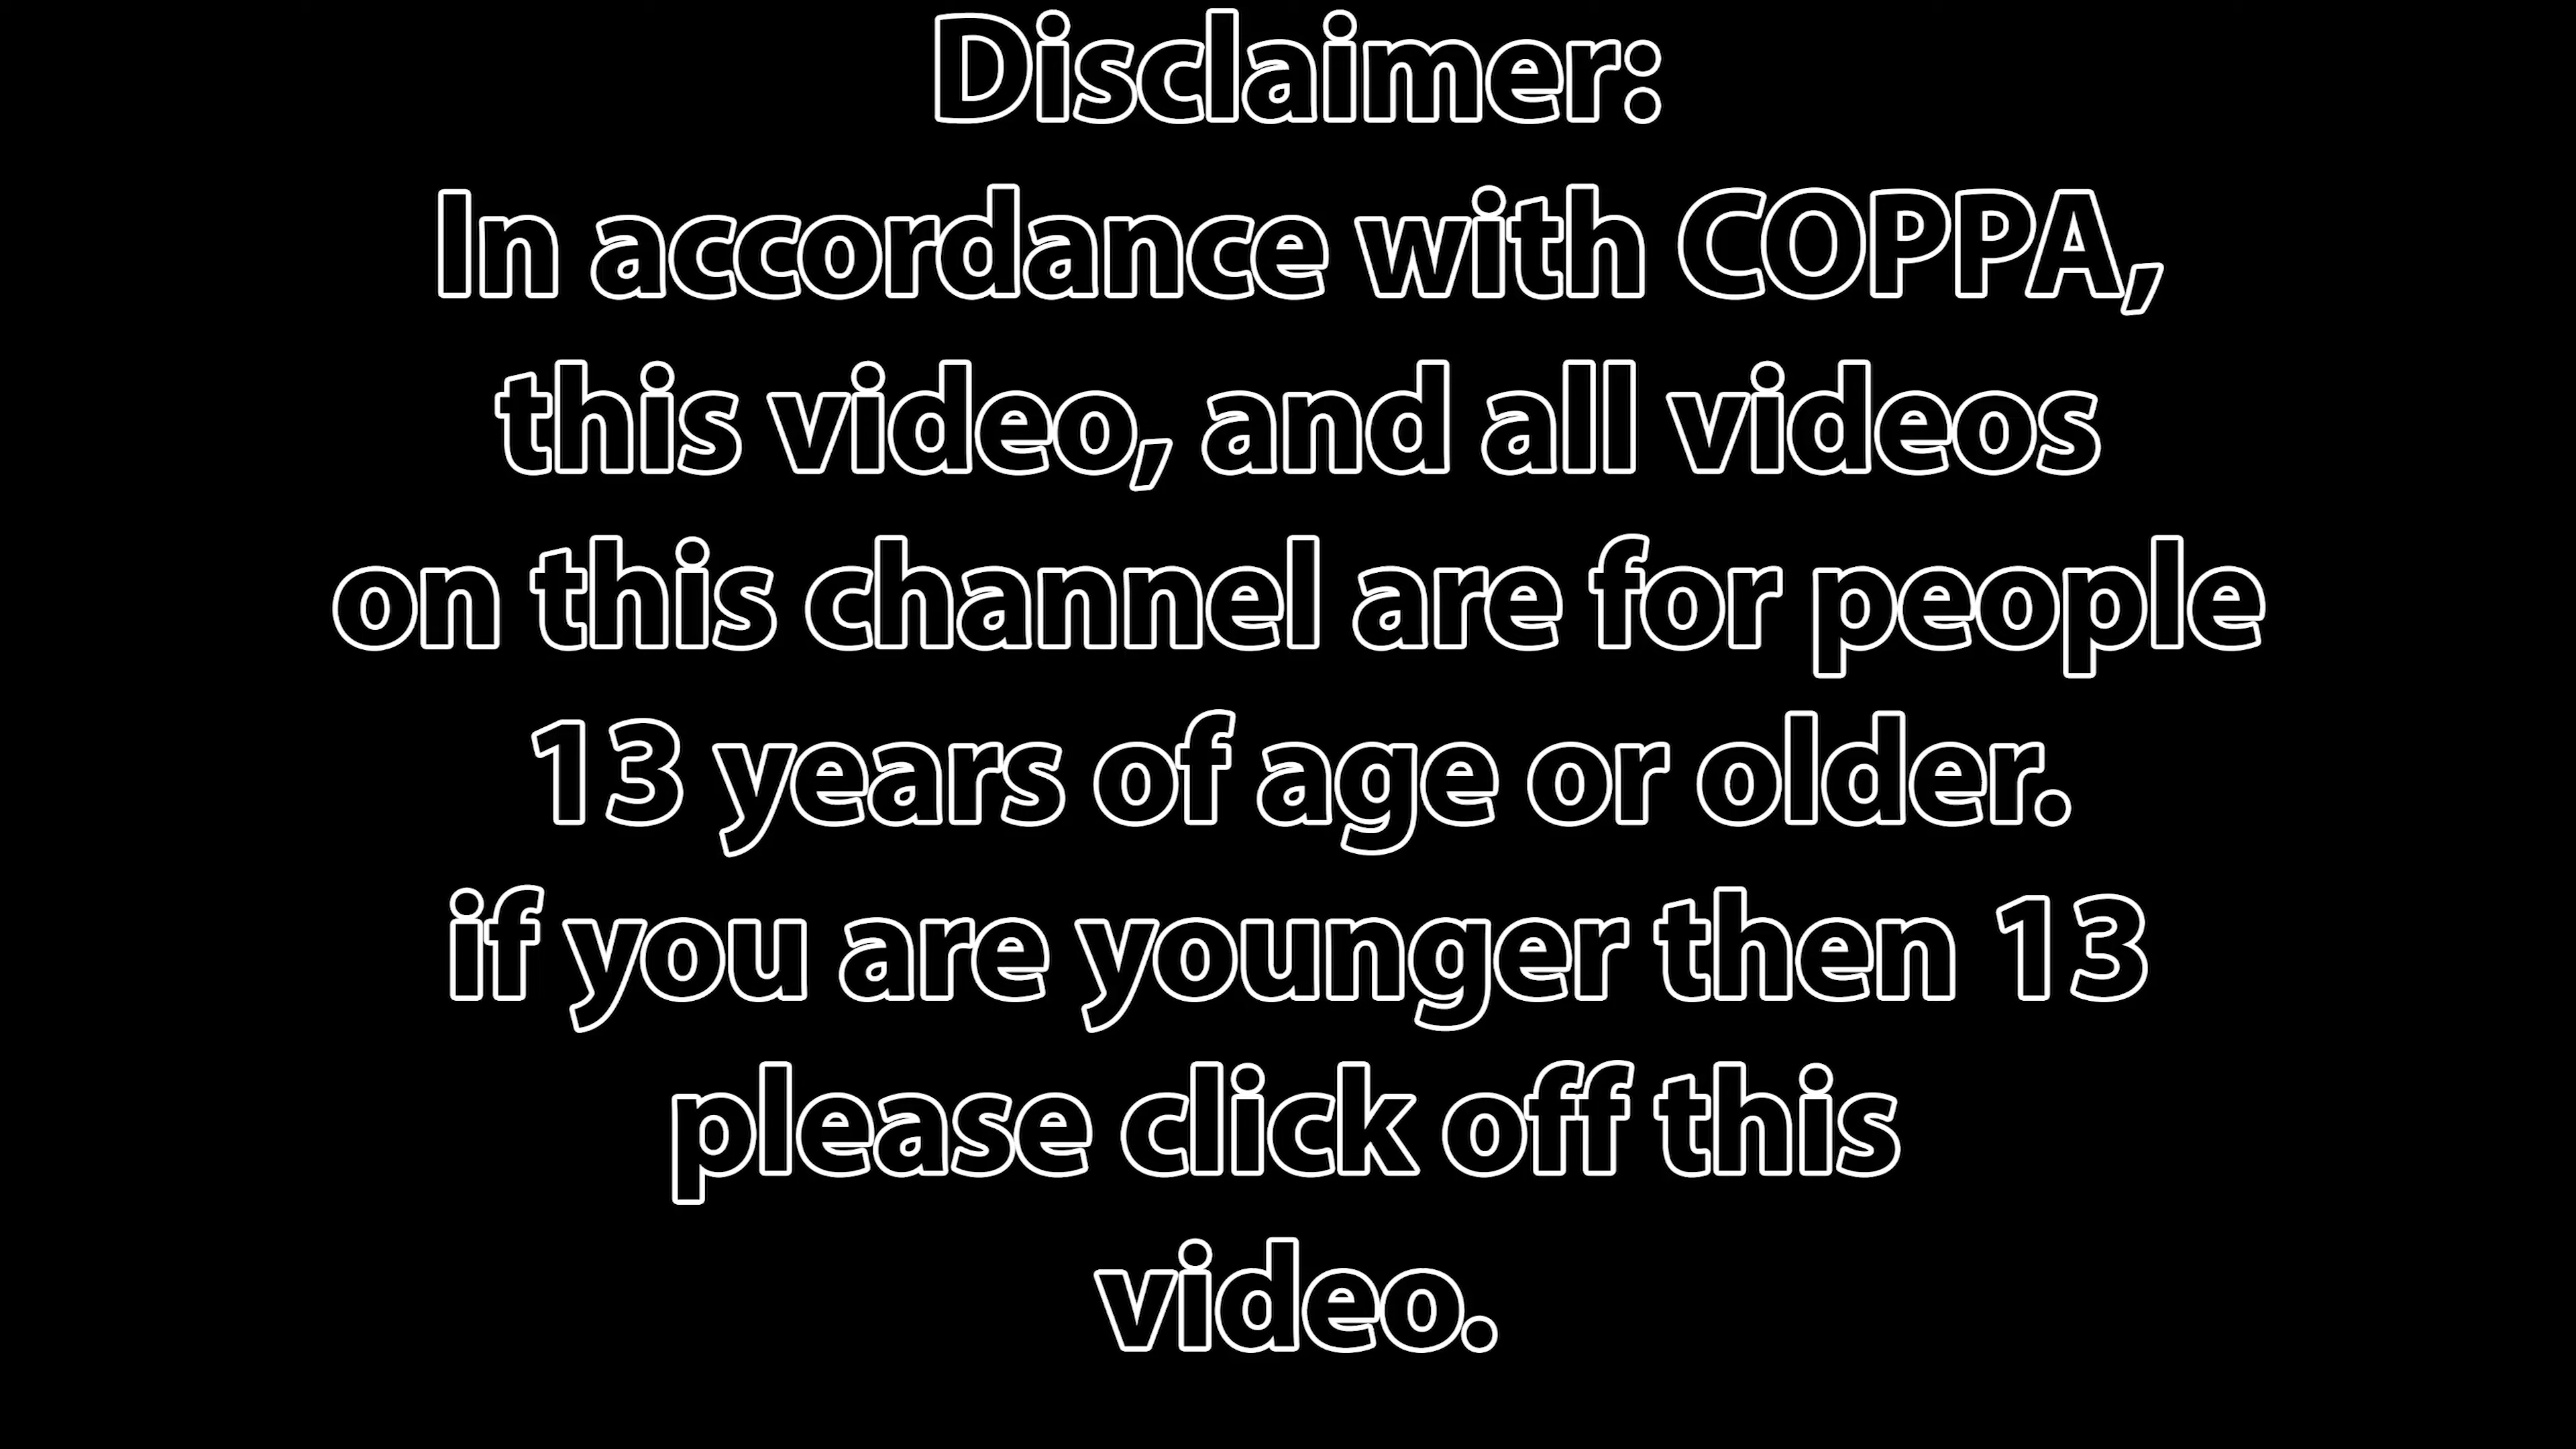 Disclaimer:
In accordance with COPPA,
this video, and all videos
on this channel are for people
13 years of age or older.
if you are younger then 13
please click off this
video.